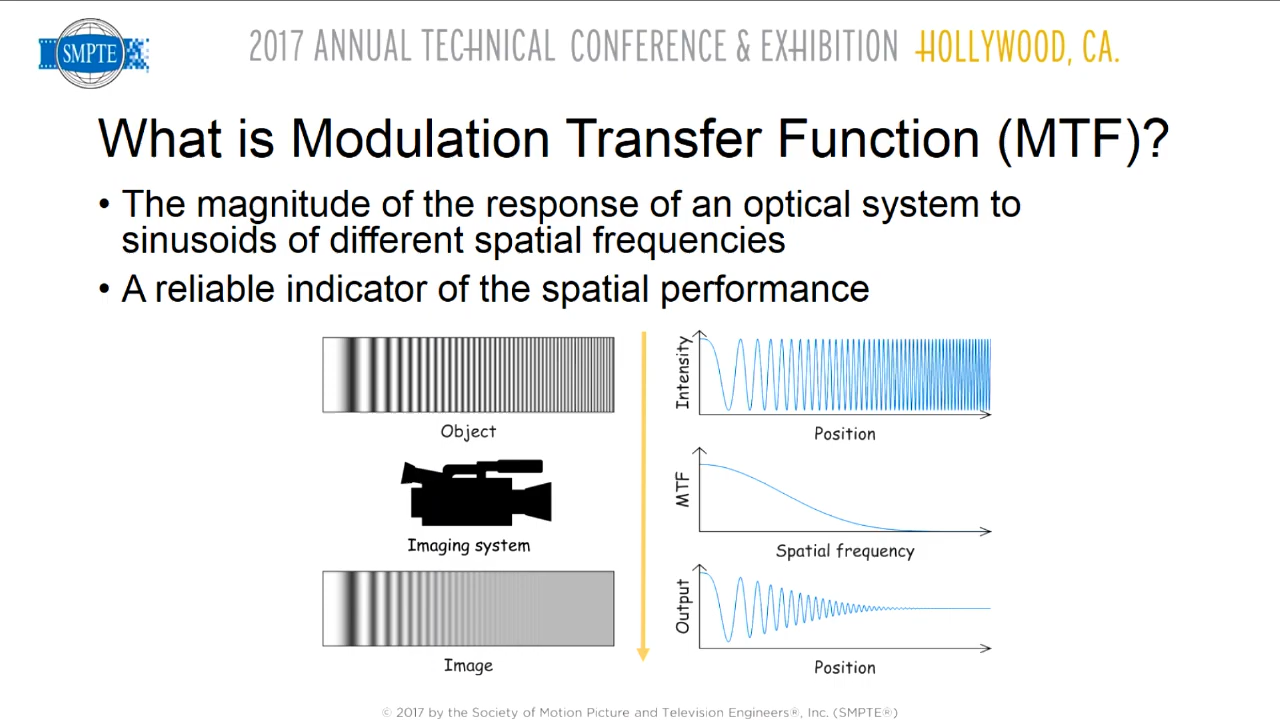 SMPTE
2017 ANNUAL TECHNICAL CONFERENCE & EXHIBITION HOLLYWOOD, CA.
What is Modulation Transfer Function (MTF)?
• The magnitude of the response of an optical system to
sinusoids of different spatial frequencies
• A reliable indicator of the spatial performance
Object
Imaging system
Image
Intensity
Position
MTF
Spatial frequency
Output
Position
© 2017 by the Society of Motion Picture and Television Engineers®, Inc. (SMPTE®)